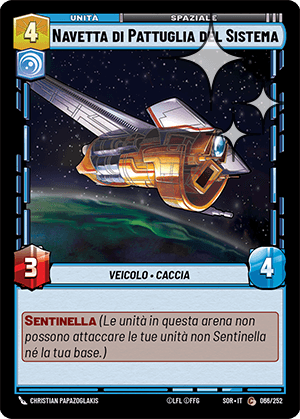 4
UNITÀ
SPAZIALE
NAVETTA DI PATTUGLIA DEL SISTEMA
3
VEICOLO • CACCIA
4
SENTINELLA (Le unità in questa arena non
possono attaccare le tue unità non Sentinella
né la tua base.)
CHRISTIAN PAPAZOGLAKIS
©LFL ©FFG
SOR • IT
C
066/252